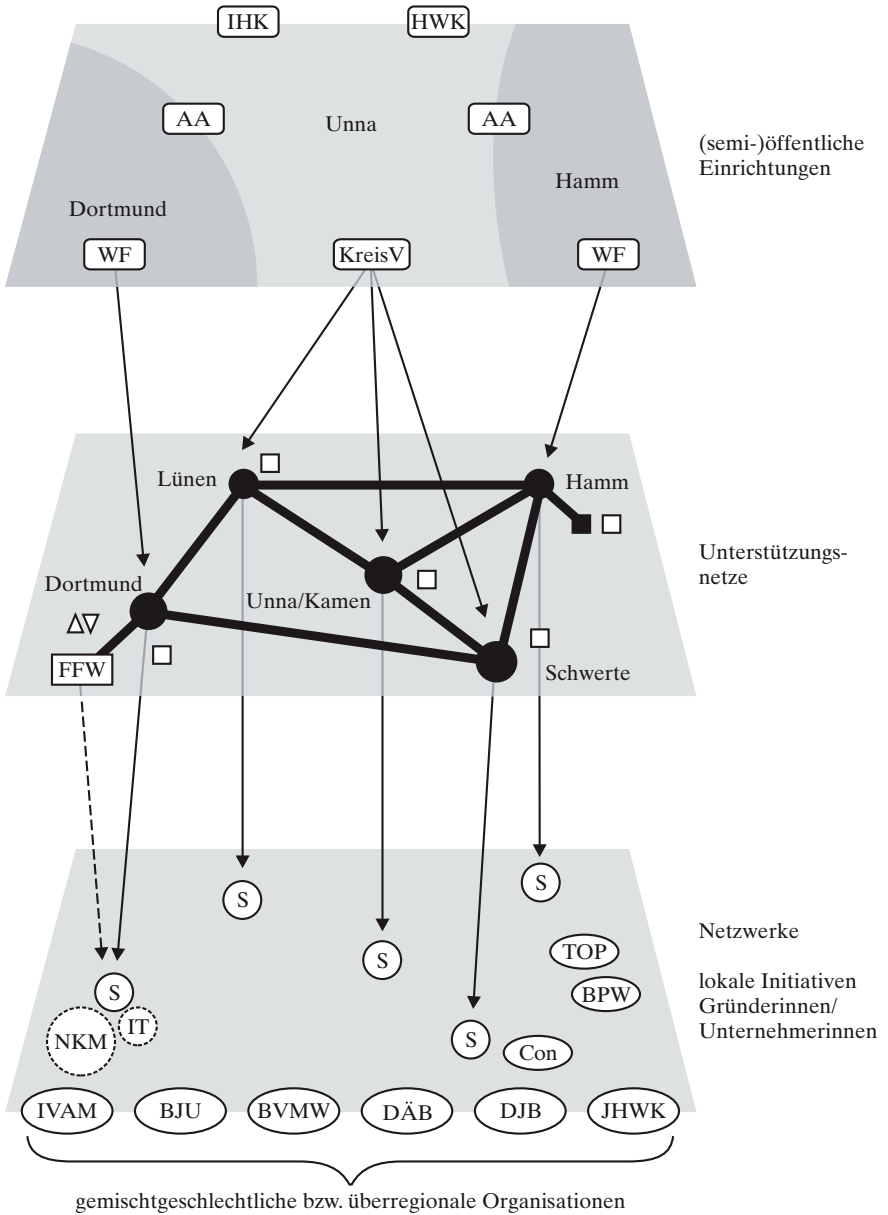 IHK
HWK
AA
Unna
AA
(semi-)öffentliche
Einrichtungen
Dortmund
Hamm
WF
KreisV
WF
Lünen
Hamm
Dortmund
Unna/Kamen
Unterstützungs-
netze
FFW
Schwerte
S
S
S
TOP
Netzwerke
BPW
lokale Initiativen
Gründerinnen/
Unternehmerinnen
S
IT
NKM
S
Con
IVAM
BJU
BVMW
DÄB
DJB
JHWK
gemischtgeschlechtliche bzw. überregionale Organisationen